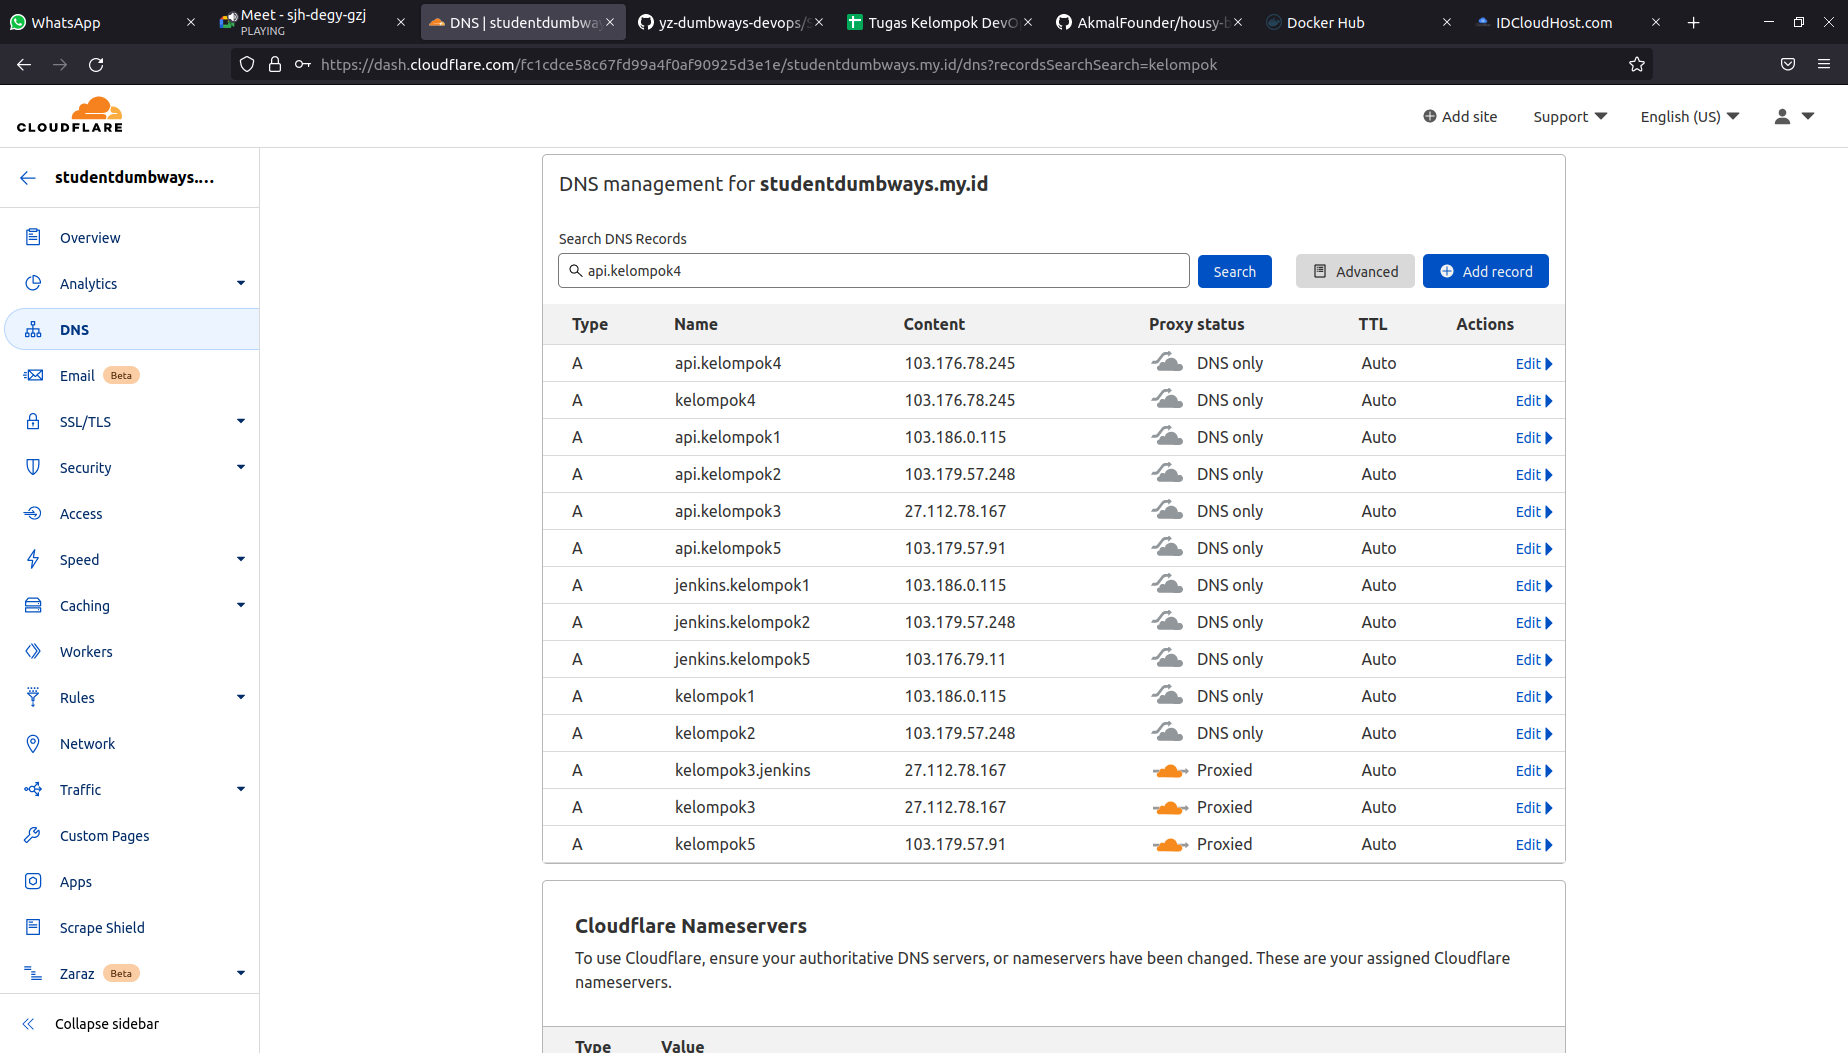 WhatsApp
Meet - sjh-degy-gzj
PLAYING
DNS | studentdumbway
yz-dumbways-devops/
Tugas Kelompok DevO
AkmalFounder/housy-b
Docker Hub
IDCloudHost.com
https://dash.cloudflare.com/fc1cdce58c67fd99a4f0af90925d3e1e/studentdumbways.my.id/dns?recordsSearchSearch=kelompok
CLOUDFLARE
Add site
Support
English (US)
studentdumbways....
Overview
Analytics
DNS
Email Beta
SSL/TLS
Security
Access
Speed
Caching
Workers
Rules
Network
Traffic
Custom Pages
Apps
Scrape Shield
Zaraz Beta
Collapse sidebar
DNS management for studentdumbways.my.id
Search DNS Records
api.kelompok4 Search Advanced Add record
Type Name Content Proxy status TTL Actions
A api.kelompok4 103.176.78.245 DNS only Auto Edit
A kelompok4 103.176.78.245 DNS only Auto Edit
A api.kelompok1 103.186.0.115 DNS only Auto Edit
A api.kelompok2 103.179.57.248 DNS only Auto Edit
A api.kelompok3 27.112.78.167 DNS only Auto Edit
A api.kelompok5 103.179.57.91 DNS only Auto Edit
A jenkins.kelompok1 103.186.0.115 DNS only Auto Edit
A jenkins.kelompok2 103.179.57.248 DNS only Auto Edit
A jenkins.kelompok5 103.176.79.11 DNS only Auto Edit
A kelompok1 103.186.0.115 DNS only Auto Edit
A kelompok2 103.179.57.248 DNS only Auto Edit
A kelompok3.jenkins 27.112.78.167 Proxied Auto Edit
A kelompok3 27.112.78.167 Proxied Auto Edit
A kelompok5 103.179.57.91 Proxied Auto Edit
Cloudflare Nameservers
To use Cloudflare, ensure your authoritative DNS servers, or nameservers have been changed. These are your assigned Cloudflare
nameservers.
Type Value